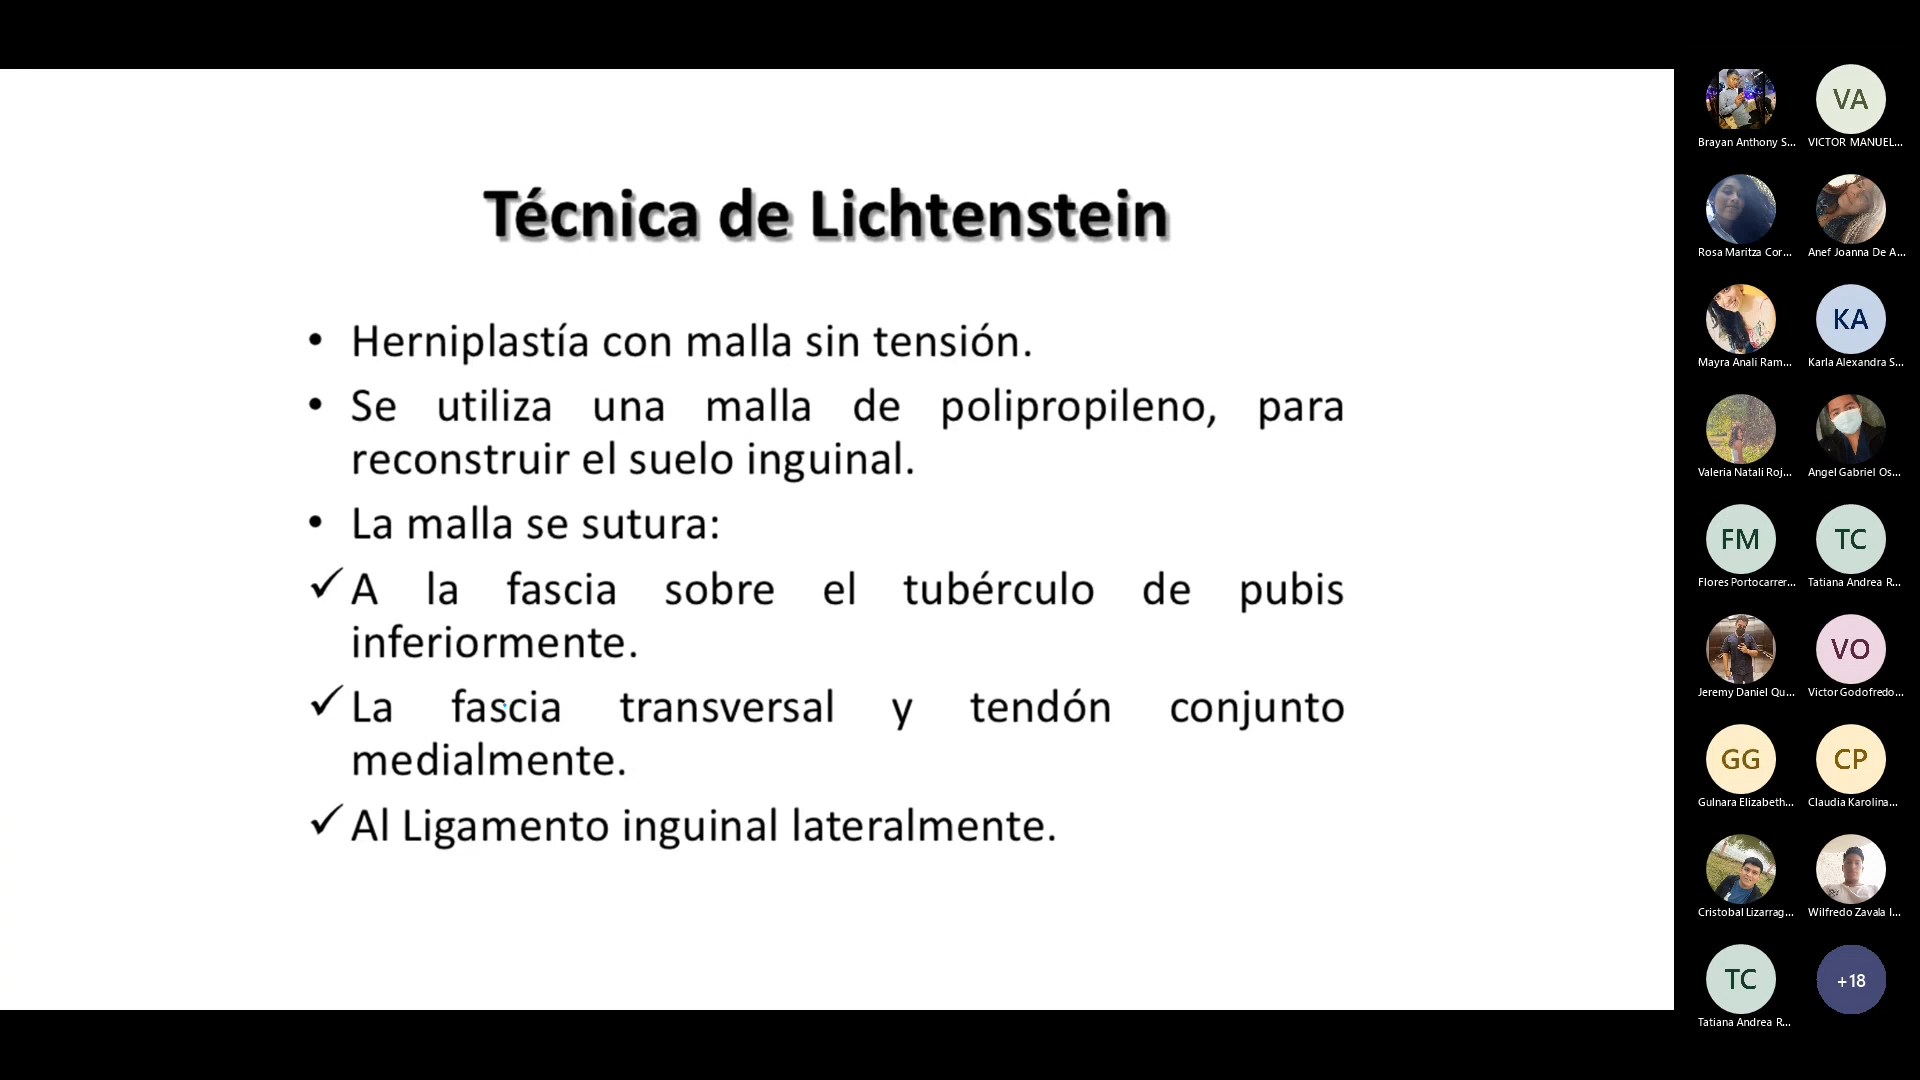 Técnica de Lichtenstein
• Herniplastía con malla sin tensión.
• Se utiliza una malla de polipropileno, para
reconstruir el suelo inguinal.
• La malla se sutura:
✓ A la fascia sobre el tubérculo de pubis
inferiormente.
✓ La fascia transversal y tendón conjunto
medialmente.
✓ Al Ligamento inguinal lateralmente.
Brayan Anthony S...
VA
VICTOR MANUEL...
Rosa Maritza Cor...
Anef Joanna De A...
Mayra Anali Ram...
KA
Karla Alexandra S...
Valeria Natali Roj...
Angel Gabriel Os...
FM
Flores Portocarrer...
TC
Tatiana Andrea R...
Jeremy Daniel Qu...
VO
Victor Godofredo...
GG
Gulnara Elizabeth...
CP
Claudia Karolina...
Cristobal Lizarrag...
Wilfredo Zavala I...
TC
Tatiana Andrea R...
+18